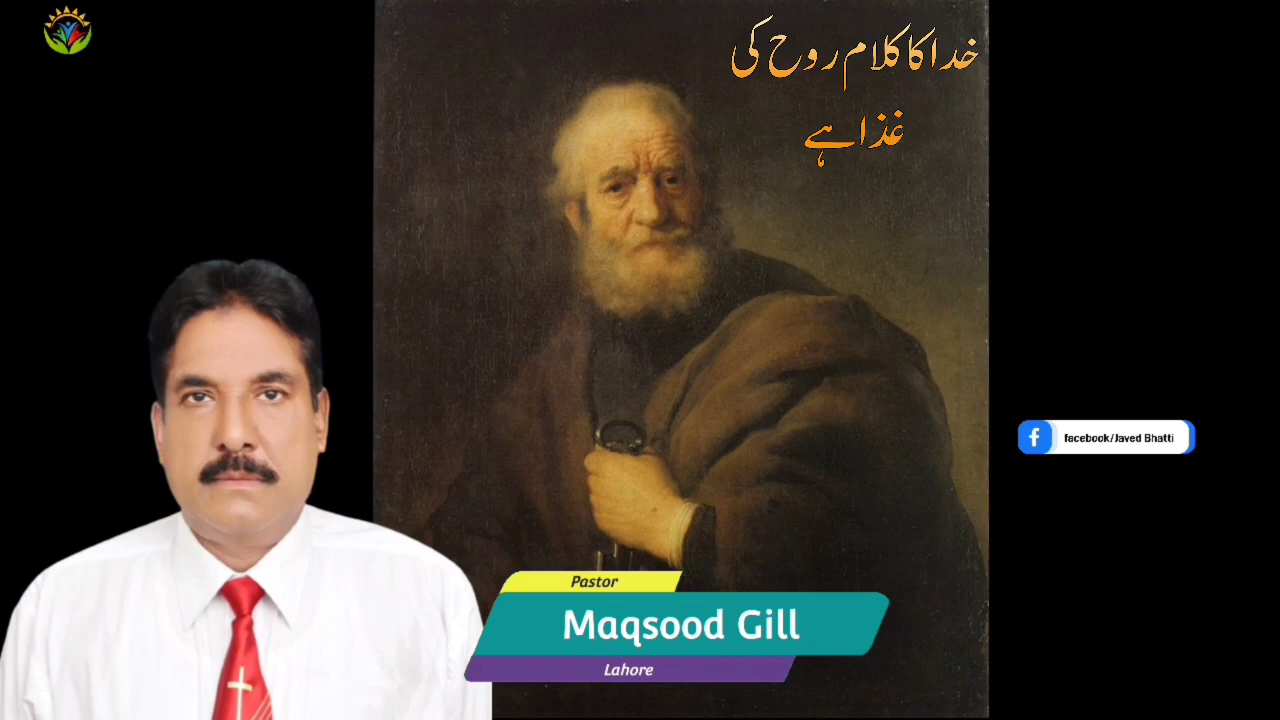 خدا کا کلام روح کی
غذا ہے
facebook/Javed Bhatti
Pastor
Maqsood Gill
Lahore